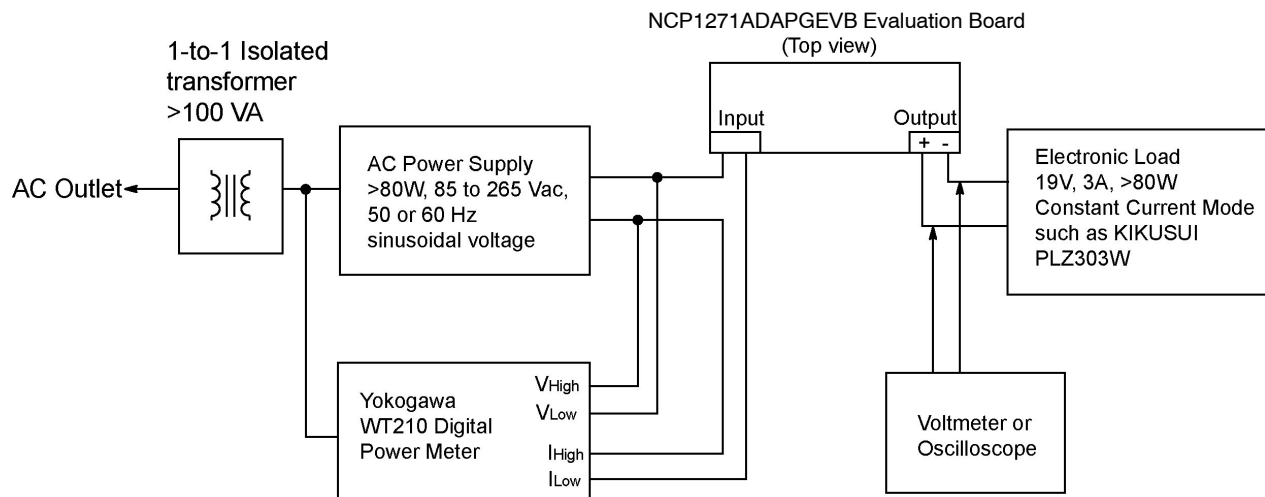 NCP1271ADAPGEVB Evaluation Board
(Top view)
1-to-1 Isolated
transformer
>100 VA
Input
Output
+ -
AC Outlet
AC Power Supply
>80W, 85 to 265 Vac,
50 or 60 Hz
sinusoidal voltage
Electronic Load
19V, 3A, >80W
Constant Current Mode
such as KIKUSUI
PLZ303W
Yokogawa
WT210 Digital
Power Meter
VHigh
VLow
IHigh
ILow
Voltmeter or
Oscilloscope